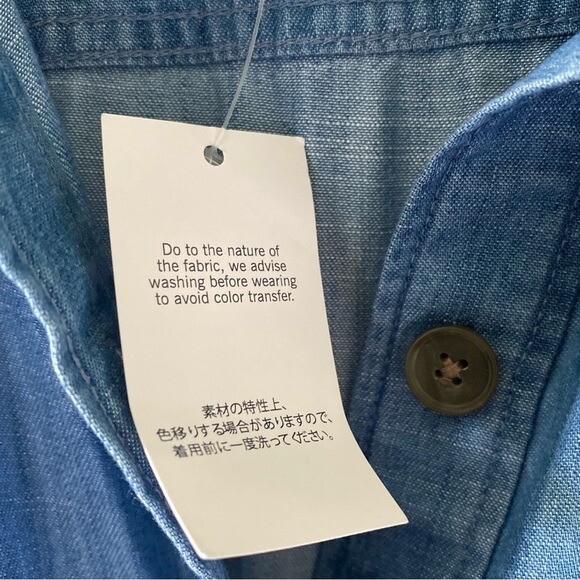 Do to the nature of
the fabric, we advise
washing before wearing
to avoid color transfer.
素材の特性上、
色移りする場合がありますので、
着用前に一度洗ってください。